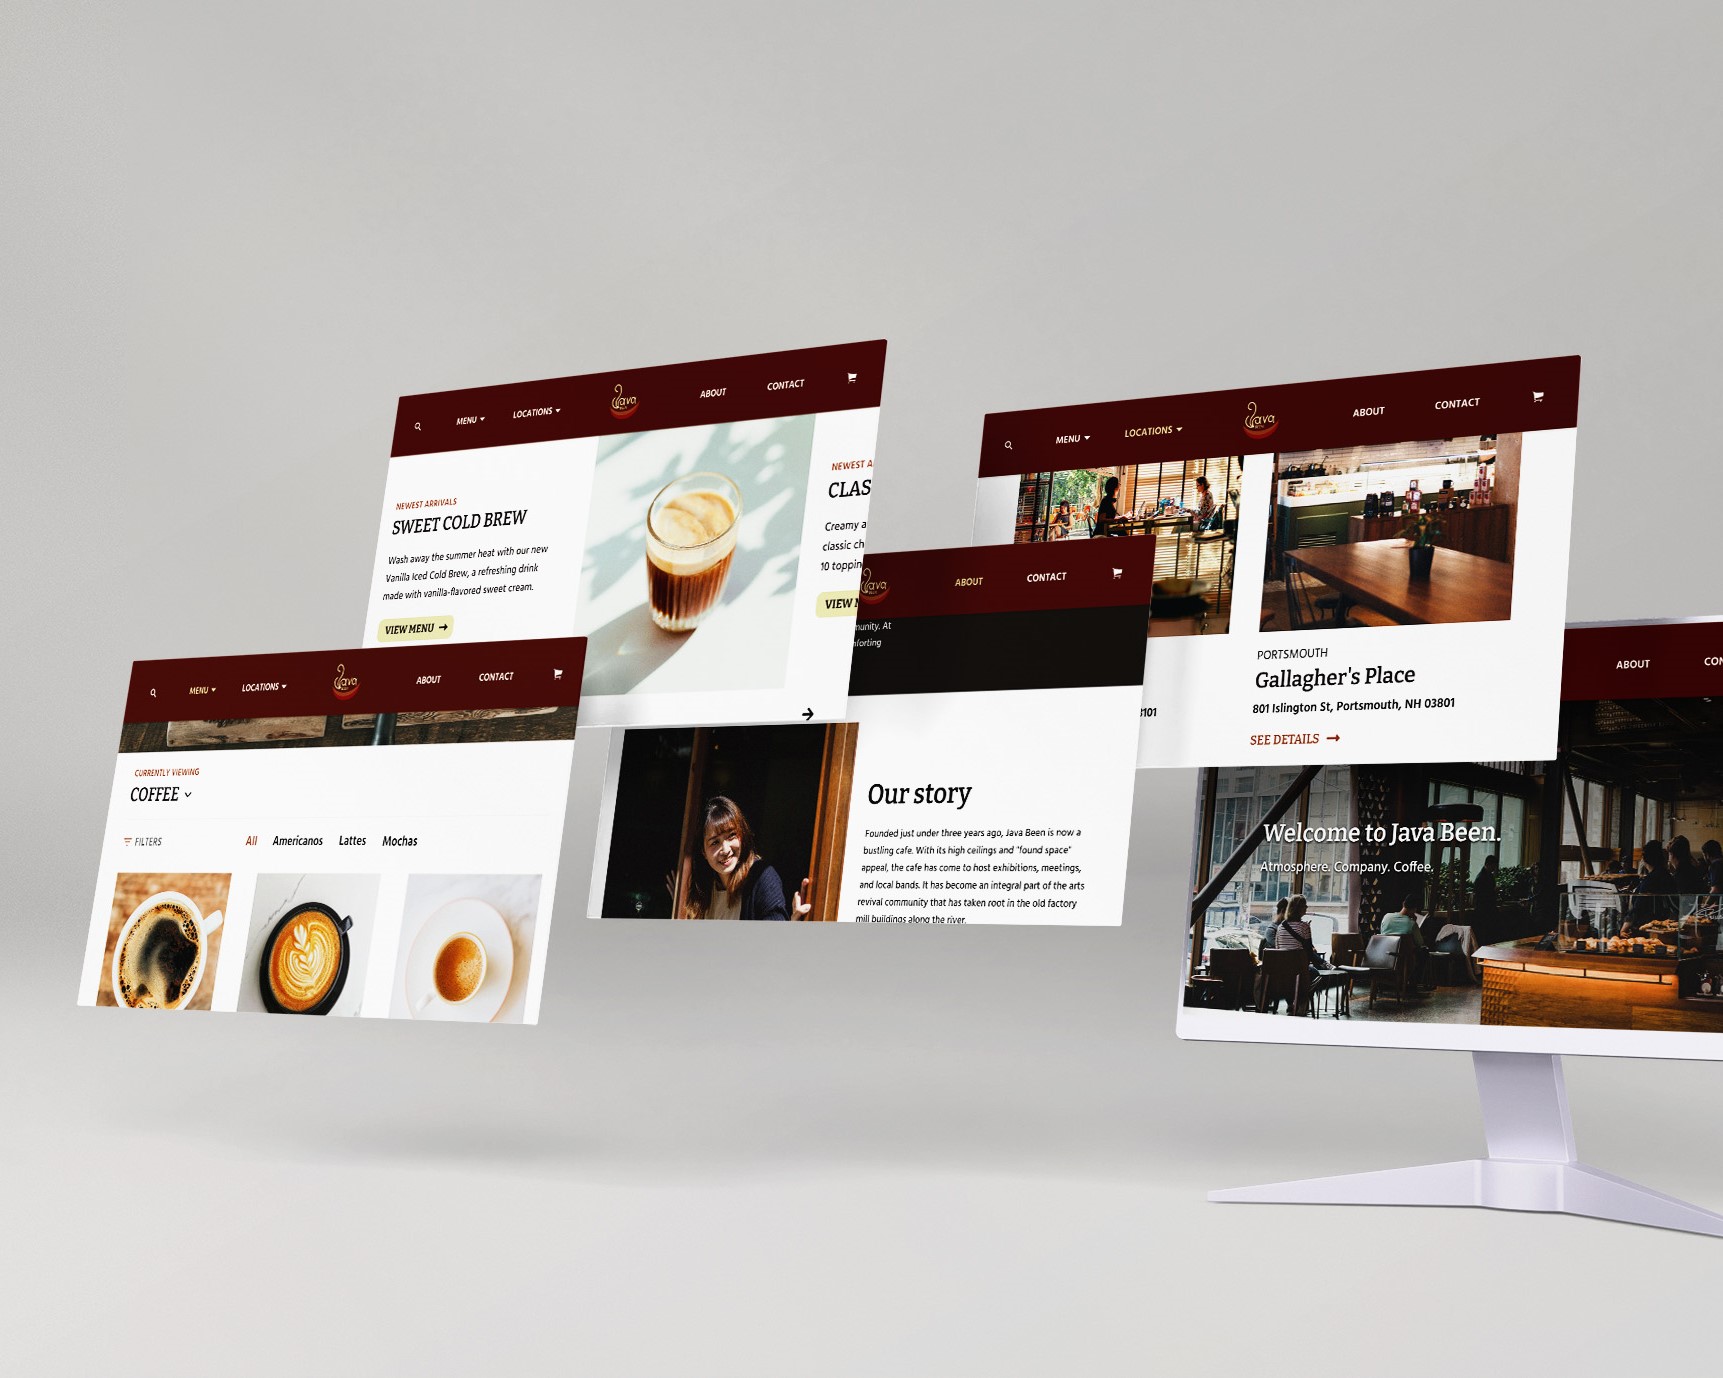 MENU
LOCATIONS
Java
ABOUT
CONTACT
NEWEST ARRIVALS
SWEET COLD BREW
Wash away the summer heat with our new
Vanilla Iced Cold Brew, a refreshing drink
made with vanilla-flavored sweet cream.
VIEW MENU
NEWEST
CLAS
Creamy a
classic ch
10 toppin
VIEW
MENU
LOCATIONS
Java
ABOUT
CONTACT
PORTSMOUTH
Gallagher's Place
801 Islington St, Portsmouth, NH 03801
SEE DETAILS
Java
ABOUT
CONTACT
munity. At
Our story
Founded just under three years ago, Java Been is now a
bustling cafe. With its high ceilings and "found space"
appeal, the cafe has come to host exhibitions, meetings,
and local bands. It has become an integral part of the arts
revival community that has taken root in the old factory
mill buildings along the river.
MENU
LOCATIONS
Java
ABOUT
CONTACT
CURRENTLY VIEWING
COFFEE
FILTERS
All Americanos Lattes Mochas
ABOUT
CON
Welcome to Java Been.
Atmosphere. Company. Coffee.